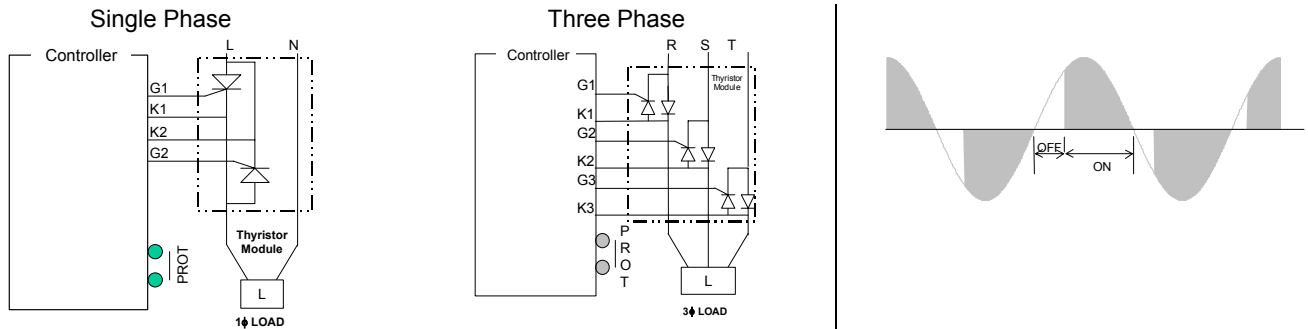 Single Phase
Controller
L N
G1
K1
K2
G2
PROT
Thyristor
Module
L
1ϕ LOAD
Three Phase
Controller
R S T
Thyristor
Module
G1
K1
G2
K2
G3
K3
P
R
O
T
L
3ϕ LOAD
OFF
ON